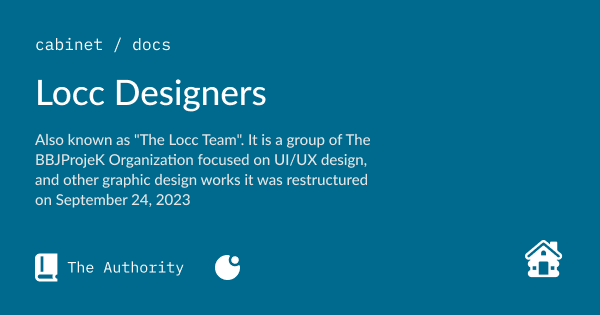 cabinet / docs
Locc Designers
Also known as "The Locc Team". It is a group of The
BBJProjeK Organization focused on UI/UX design,
and other graphic design works it was restructured
on September 24, 2023
The Authority